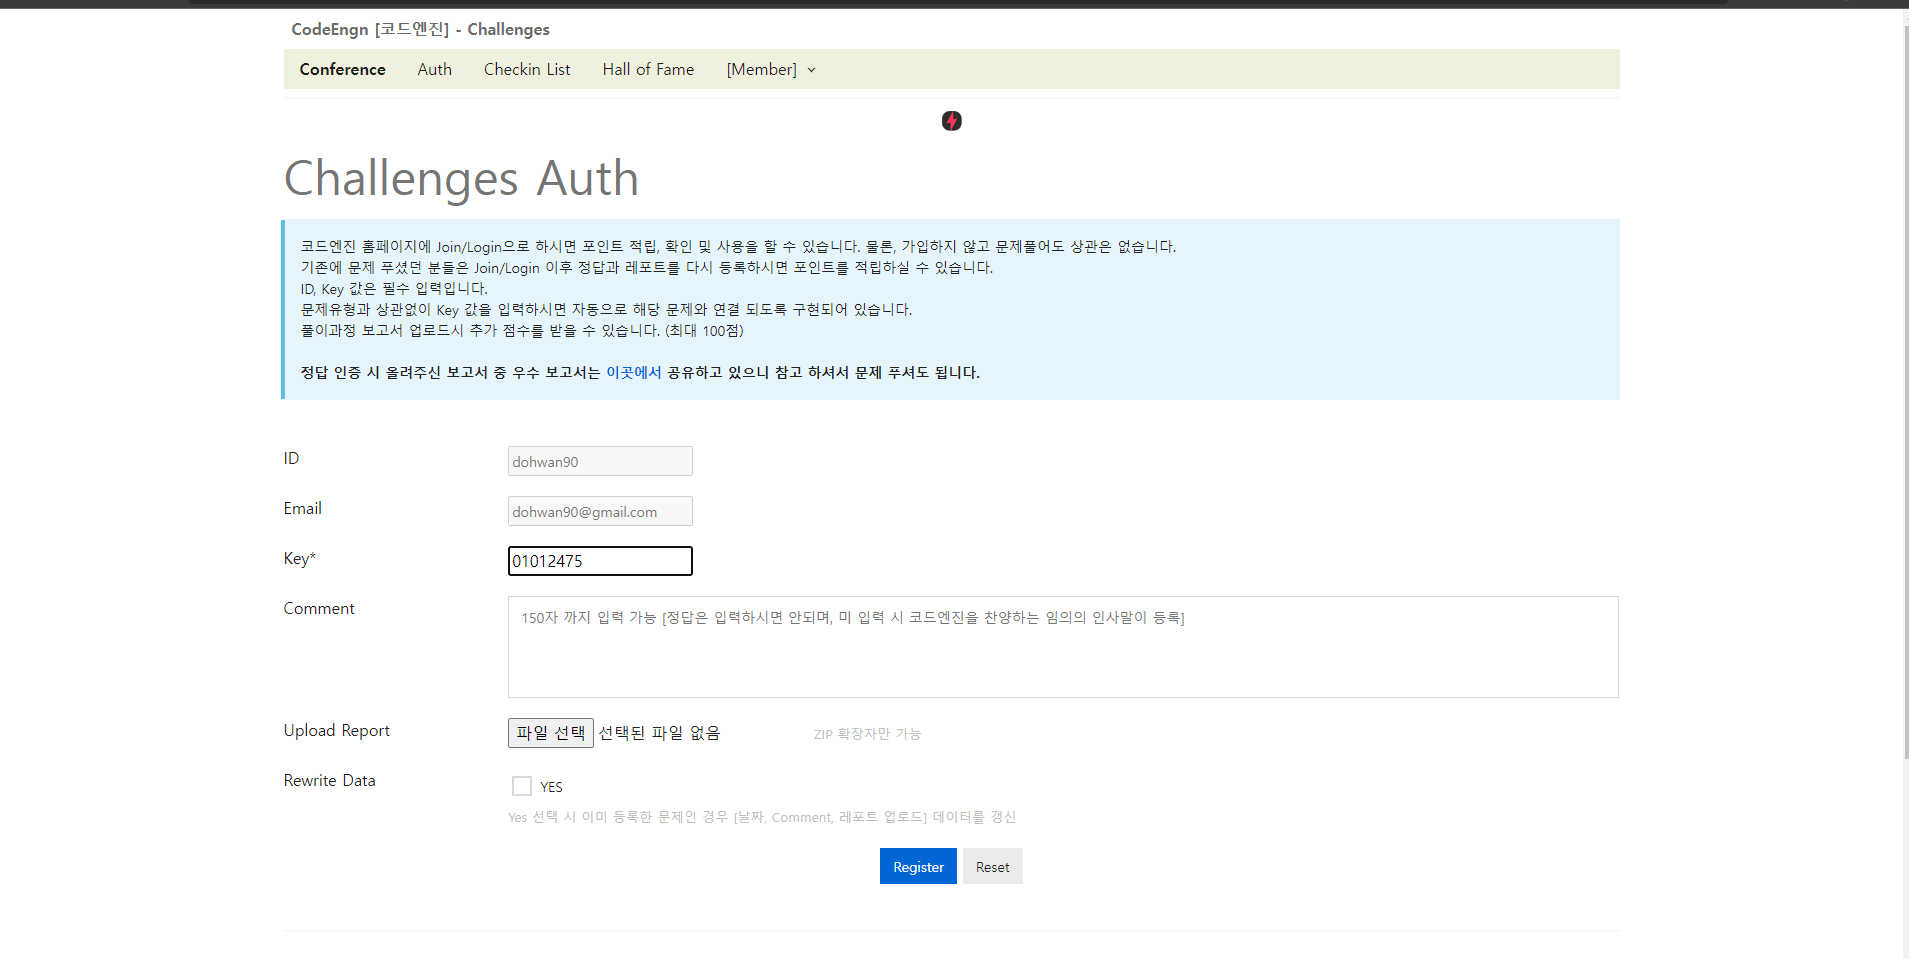 CodeEngn [코드엔진] - Challenges
Conference Auth Checkin List Hall of Fame [Member]
Challenges Auth
코드엔진 홈페이지에 Join/Login으로 하시면 포인트 적립, 확인 및 사용을 할 수 있습니다. 물론, 가입하지 않고 문제풀어도 상관은 없습니다.
기존에 문제 푸셨던 분들은 Join/Login 이후 정답과 레포트를 다시 등록하시면 포인트를 적립하실 수 있습니다.
ID, Key 값은 필수 입력입니다.
문제유형과 상관없이 Key 값을 입력하시면 자동으로 해당 문제와 연결 되도록 구현되어 있습니다.
풀이과정 보고서 업로드시 추가 점수를 받을 수 있습니다. (최대 100점)
정답 인증 시 올려주신 보고서 중 우수 보고서는 이곳에서 공유하고 있으니 참고 하셔서 문제 푸셔도 됩니다.
ID dohwan90
Email dohwan90@gmail.com
Key* 01012475
Comment 150자 까지 입력 가능 [정답은 입력하시면 안되며, 미 입력 시 코드엔진을 찬양하는 임의의 인사말이 등록]
Upload Report 파일 선택 선택된 파일 없음 ZIP 확장자만 가능
Rewrite Data YES
Yes 선택 시 이미 등록한 문제인 경우 [날짜, Comment, 레포트 업로드] 데이터를 갱신
Register Reset